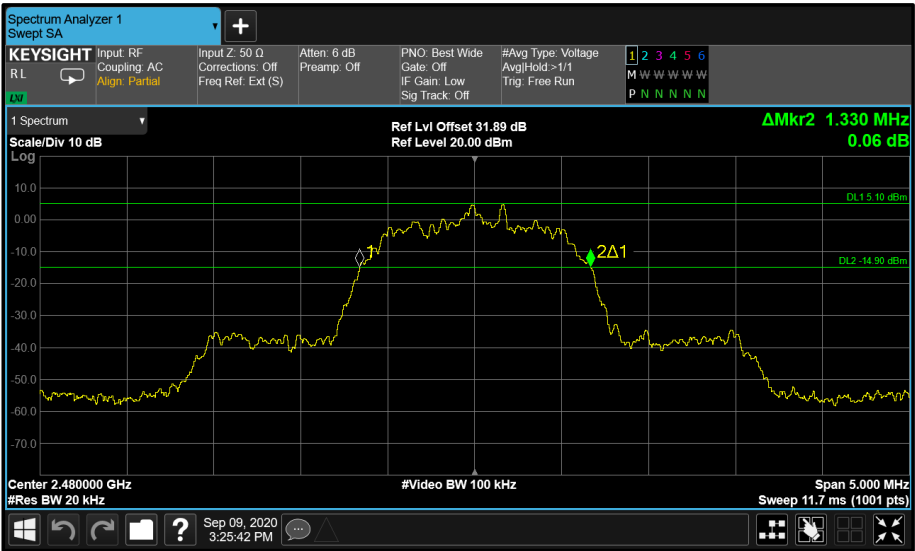 Spectrum Analyzer 1
Swept SA
+
KEYSIGHT Input: RF Input Z: 50 Ω Atten: 6 dB PNO: Best Wide #Avg Type: Voltage 1 2 3 4 5 6
RL Coupling: AC Corrections: Off Preamp: Off Gate: Off Avg|Hold:>1/1 M W W W W W
Align: Partial Freq Ref: Ext (S) IF Gain: Low Trig: Free Run
LXI Sig Track: Off P N N N N N
1 Spectrum
Ref Lvl Offset 31.89 dB ΔMkr2 1.330 MHz
Scale/Div 10 dB Ref Level 20.00 dBm 0.06 dB
Log
10.0
DL1 5.10 dBm
0.00
1 2Δ1
-10.0
DL2 -14.90 dBm
-20.0
-30.0
-40.0
-50.0
-60.0
-70.0
Center 2.480000 GHz #Video BW 100 kHz Span 5.000 MHz
#Res BW 20 kHz Sweep 11.7 ms (1001 pts)
? Sep 09, 2020
3:25:42 PM